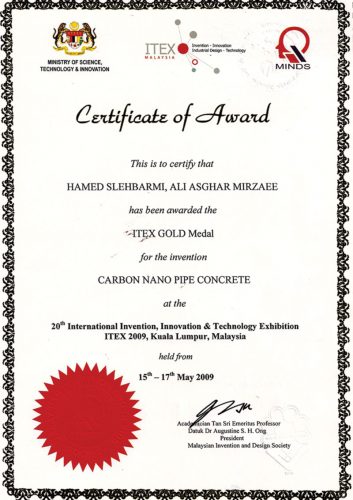 MINISTRY OF SCIENCE,
TECHNOLOGY & INNOVATION
ITEX
MALAYSIA
Invention · Innovation
Industrial Design · Technology
MINDS
Certificate of Award
This is to certify that
HAMED SLEHBARMI, ALI ASGHAR MIRZAEE
has been awarded the
ITEX GOLD Medal
for the invention
CARBON NANO PIPE CONCRETE
at the
20th International Invention, Innovation & Technology Exhibition
ITEX 2009, Kuala Lumpur, Malaysia
held from
15th – 17th May 2009
Academician Tan Sri Emeritus Professor
Datuk Dr Augustine S. H. Ong
President
Malaysian Invention and Design Society